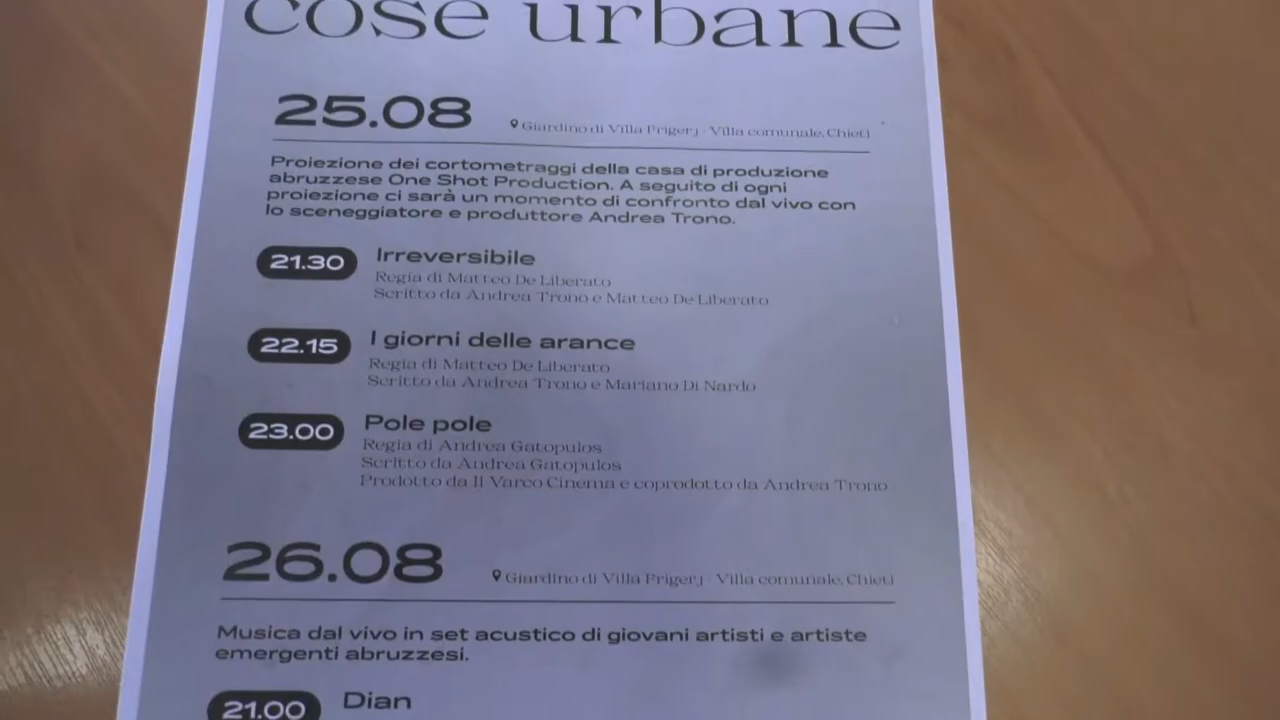 cose urbane
25.08
Giardino di Villa Frigerj - Villa comunale, Chieti
Proiezione dei cortometraggi della casa di produzione
abruzzese One Shot Production. A seguito di ogni
proiezione ci sarà un momento di confronto dal vivo con
lo sceneggiatore e produttore Andrea Trono.
21.30 Irreversibile
Regia di Matteo De Liberato
Scritto da Andrea Trono e Matteo De Liberato
22.15 I giorni delle arance
Regia di Matteo De Liberato
Scritto da Andrea Trono e Mariano Di Nardo
23.00 Pole pole
Regia di Andrea Gatopulos
Scritto da Andrea Gatopulos
Prodotto da Il Varco Cinema e coprodotto da Andrea Trono
26.08
Giardino di Villa Frigerj - Villa comunale, Chieti
Musica dal vivo in set acustico di giovani artisti e artiste
emergenti abruzzesi.
21.00 Dian